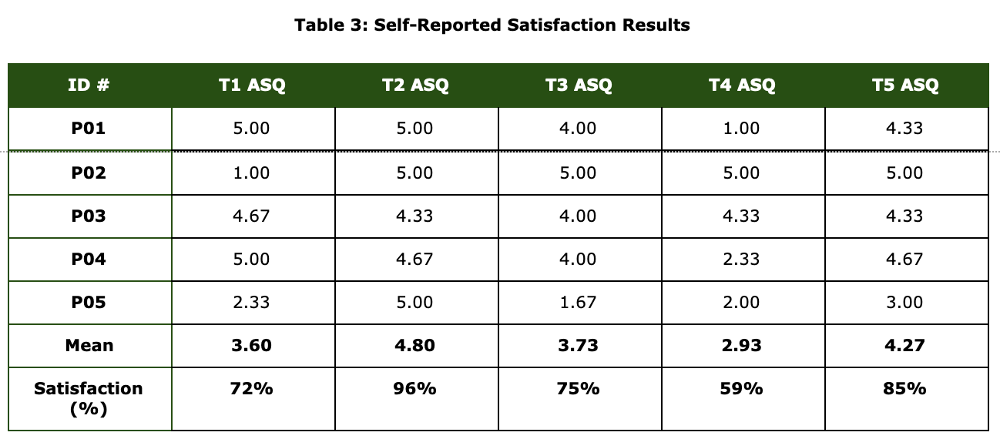 Table 3: Self-Reported Satisfaction Results
ID # T1 ASQ T2 ASQ T3 ASQ T4 ASQ T5 ASQ
P01 5.00 5.00 4.00 1.00 4.33
P02 1.00 5.00 5.00 5.00 5.00
P03 4.67 4.33 4.00 4.33 4.33
P04 5.00 4.67 4.00 2.33 4.67
P05 2.33 5.00 1.67 2.00 3.00
Mean 3.60 4.80 3.73 2.93 4.27
Satisfaction 72% 96% 75% 59% 85%
(%)